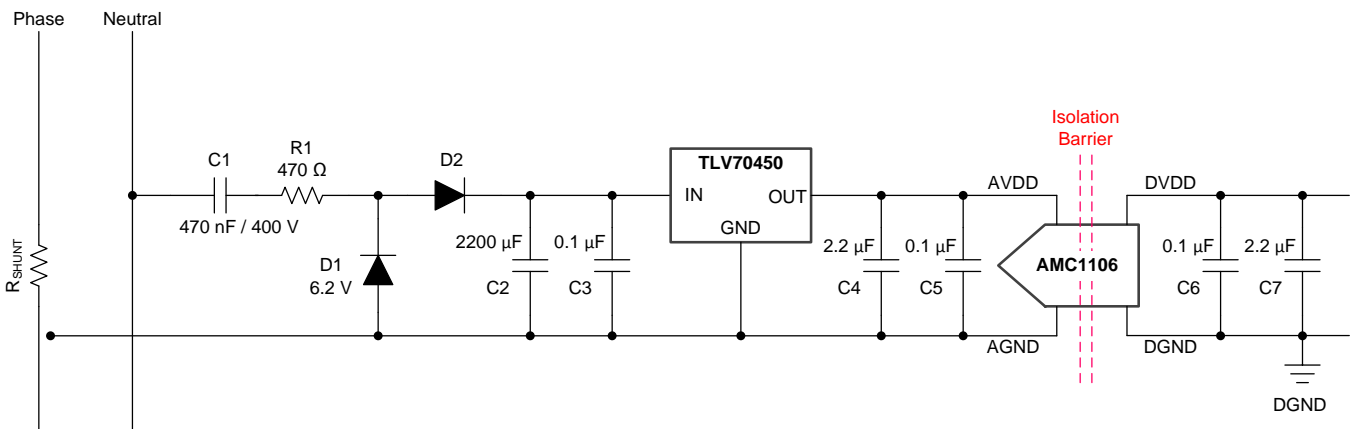 Phase
Neutral
R_SHUNT
C1
470 nF / 400 V
R1
470 Ω
D1
6.2 V
D2
2200 µF
C2
0.1 µF
C3
TLV70450
IN
OUT
GND
2.2 µF
C4
0.1 µF
C5
AVDD
AGND
Isolation
Barrier
AMC1106
DVDD
DGND
0.1 µF
C6
2.2 µF
C7
DGND